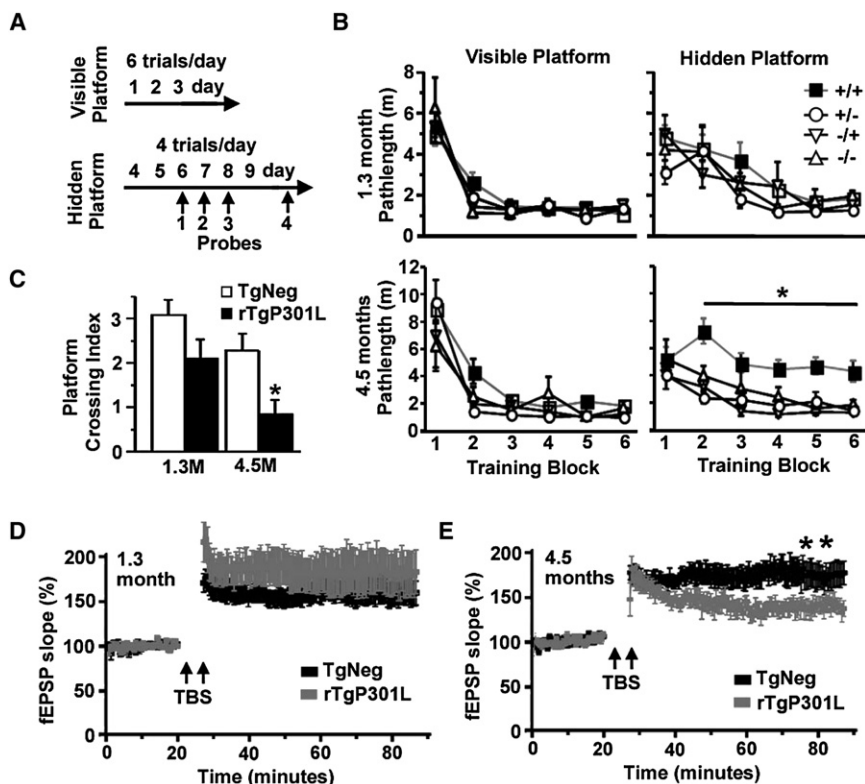 A
6 trials/day
Visible Platform
1 2 3 day
4 trials/day
Hidden Platform
4 5 6 7 8 9 day
1 2 3 4
Probes
B
Visible Platform Hidden Platform
1.3 month
Pathlength (m)
8
6
4
2
0
+/+
+/-
-/+
-/-
4.5 months
Pathlength (m)
12
10
8
6
4
2
0
*
1 2 3 4 5 6 1 2 3 4 5 6
Training Block Training Block
C
TgNeg
rTgP301L
Platform
Crossing Index
3
2
1
0
*
1.3M 4.5M
D
1.3
month
fEPSP slope (%)
200
150
100
50
0
TBS
TgNeg
rTgP301L
0 20 40 60 80
Time (minutes)
E
4.5
months
* *
fEPSP slope (%)
200
150
100
50
0
TBS
TgNeg
rTgP301L
0 20 40 60 80
Time (minutes)